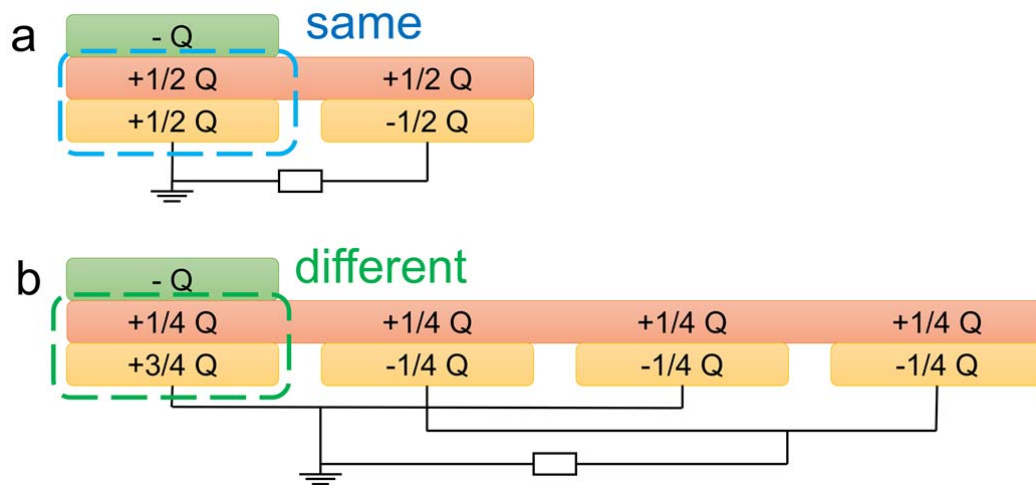 a
- Q
same
+1/2 Q +1/2 Q
+1/2 Q -1/2 Q
b
- Q
different
+1/4 Q +1/4 Q +1/4 Q +1/4 Q
+3/4 Q -1/4 Q -1/4 Q -1/4 Q